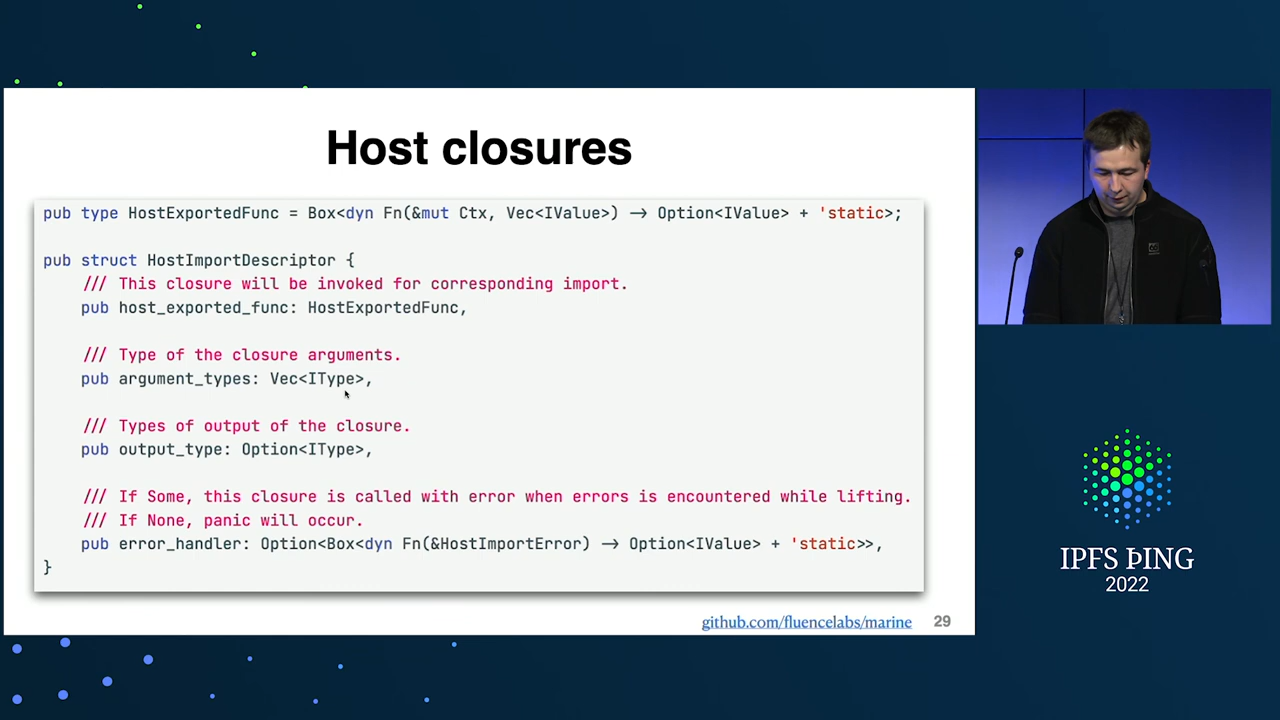 Host closures
pub type HostExportedFunc = Box<dyn Fn(&mut Ctx, Vec<IValue>) -> Option<IValue> + 'static>;
pub struct HostImportDescriptor {
/// This closure will be invoked for corresponding import.
pub host_exported_func: HostExportedFunc,
/// Type of the closure arguments.
pub argument_types: Vec<IType>,
/// Types of output of the closure.
pub output_type: Option<IType>,
/// If Some, this closure is called with error when errors is encountered while lifting.
/// If None, panic will occur.
pub error_handler: Option<Box<dyn Fn(&HostImportError) -> Option<IValue> + 'static>>,
}
github.com/fluencelabs/marine 29
IPFS ÞING
2022